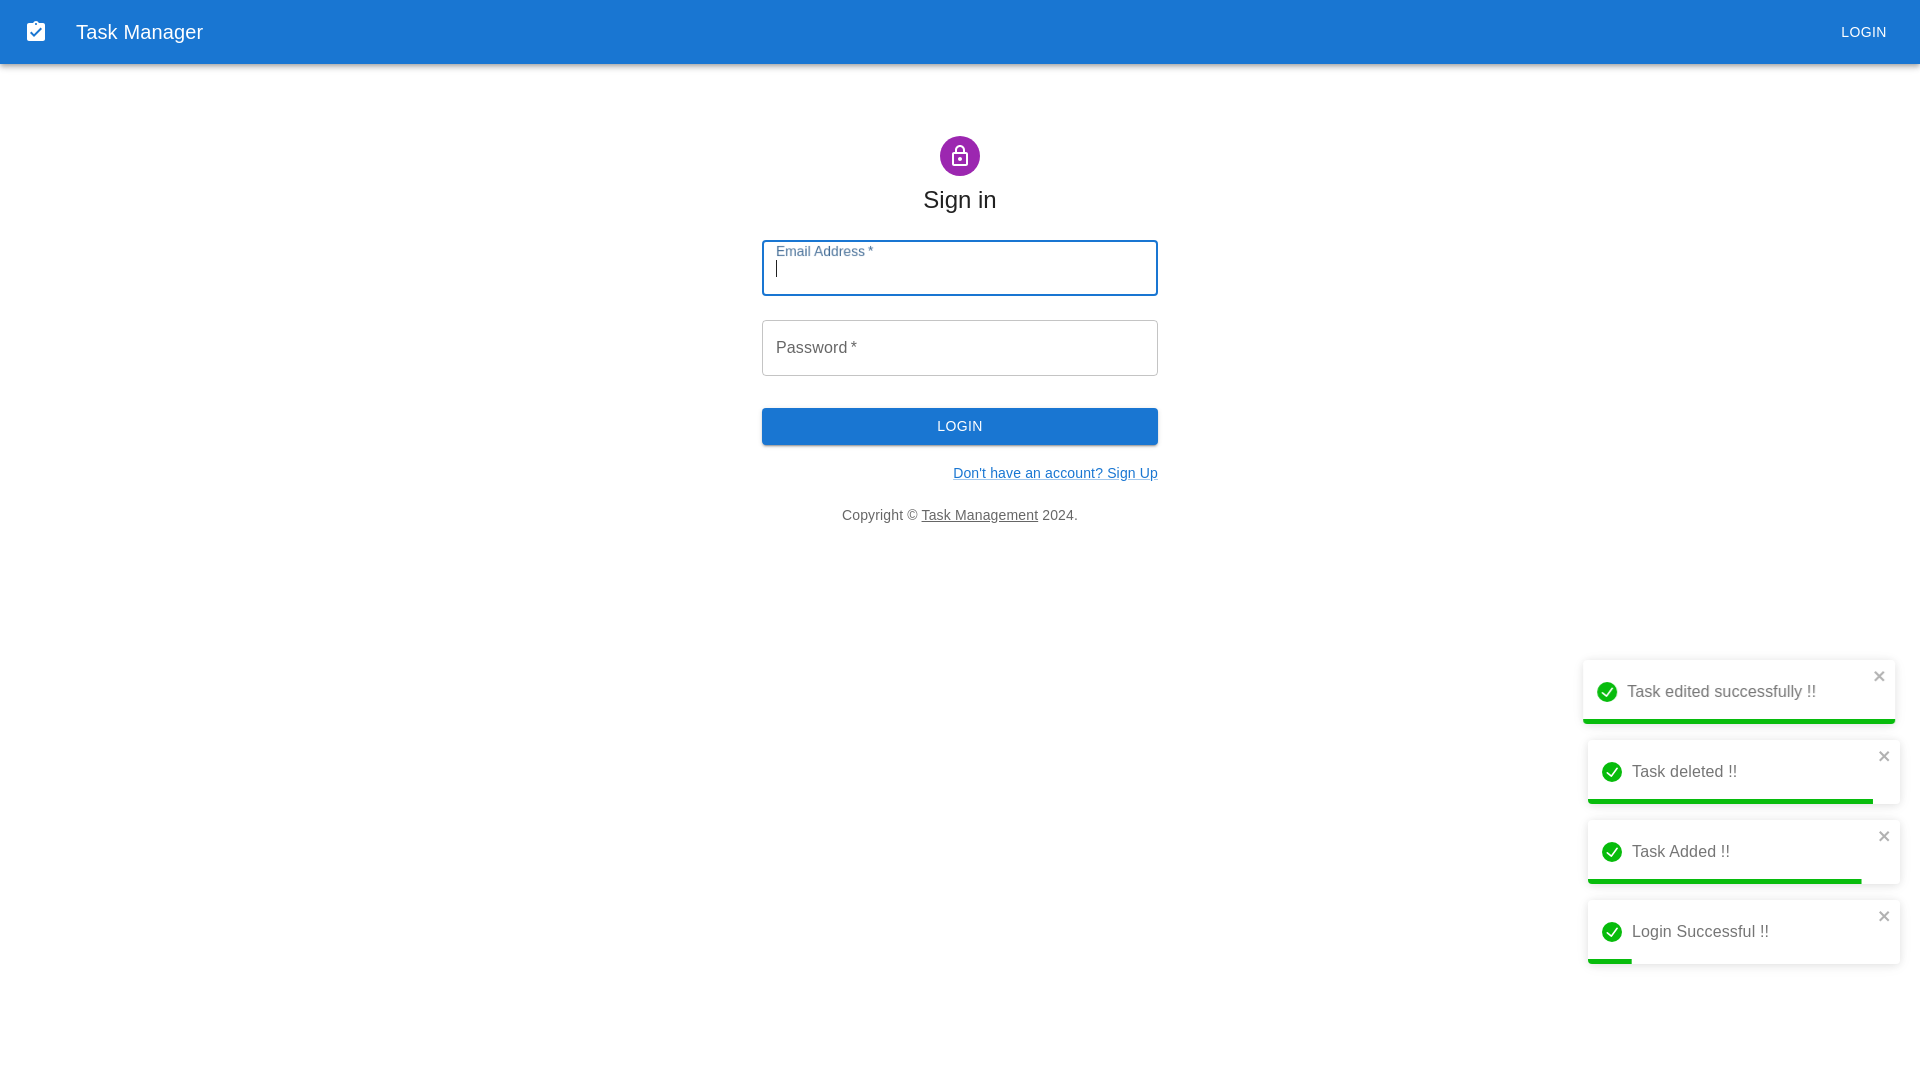 Task Manager
LOGIN
Sign in
Email Address *
Password *
LOGIN
Don't have an account? Sign Up
Copyright © Task Management 2024.
Task edited successfully !!
Task deleted !!
Task Added !!
Login Successful !!